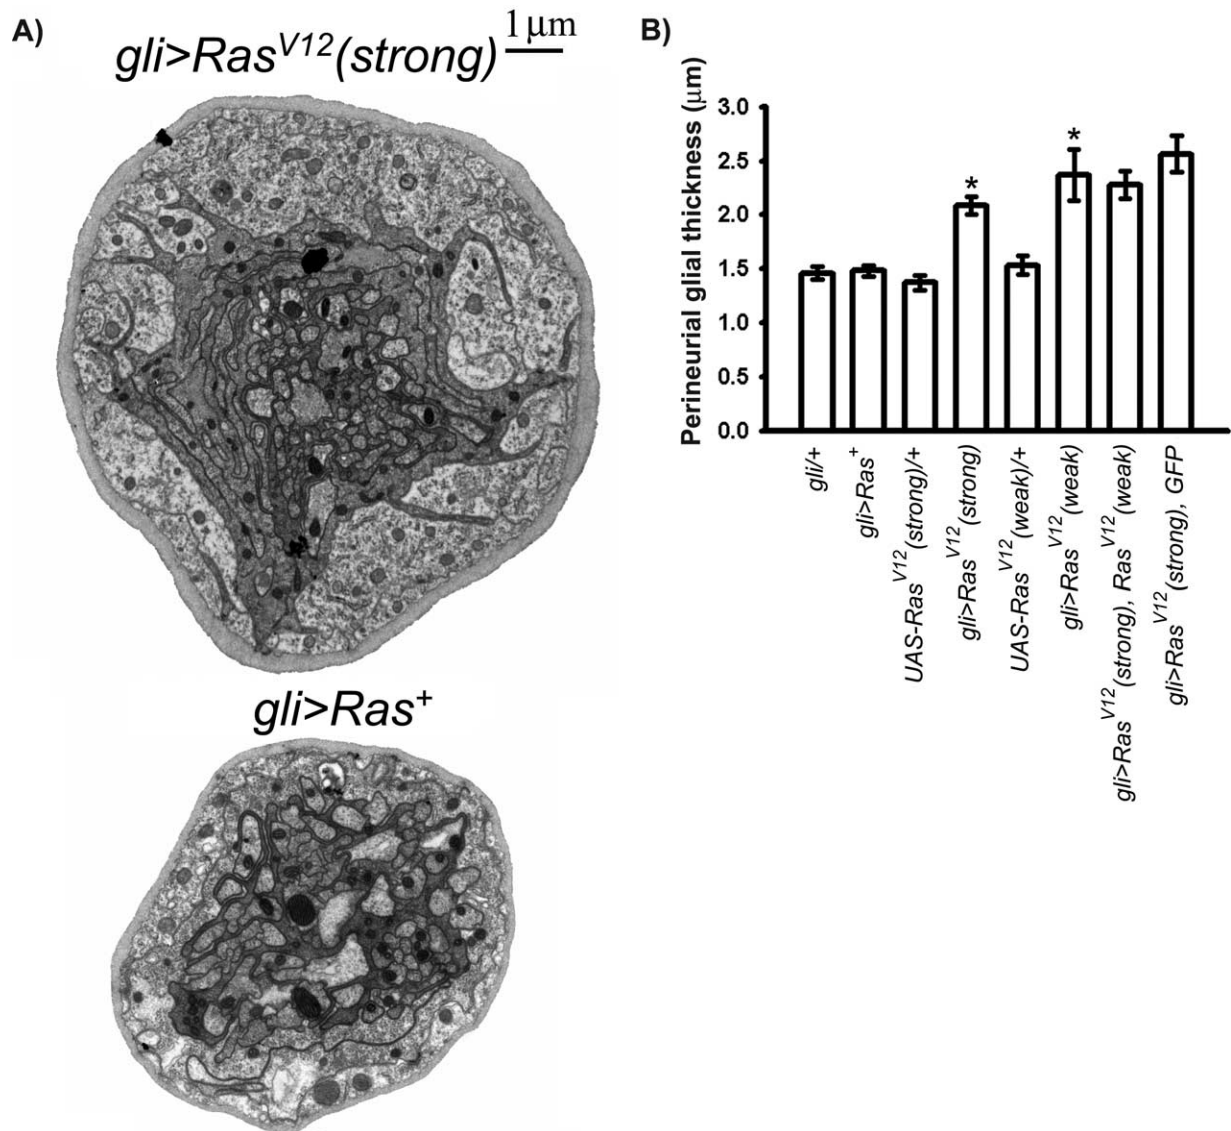 A)
gli>Ras^V12(strong)
1 μm
gli>Ras^+
B)
Perineurial glial thickness (μm)
3.0
2.5
2.0
1.5
1.0
0.5
0.0
*
*
gli/+
gli>Ras^+
UAS-Ras^V12(strong)/+
gli>Ras^V12(strong)
UAS-Ras^V12(weak)/+
gli>Ras^V12(weak)
gli>Ras^V12(strong), Ras^V12(weak)
gli>Ras^V12(strong), GFP